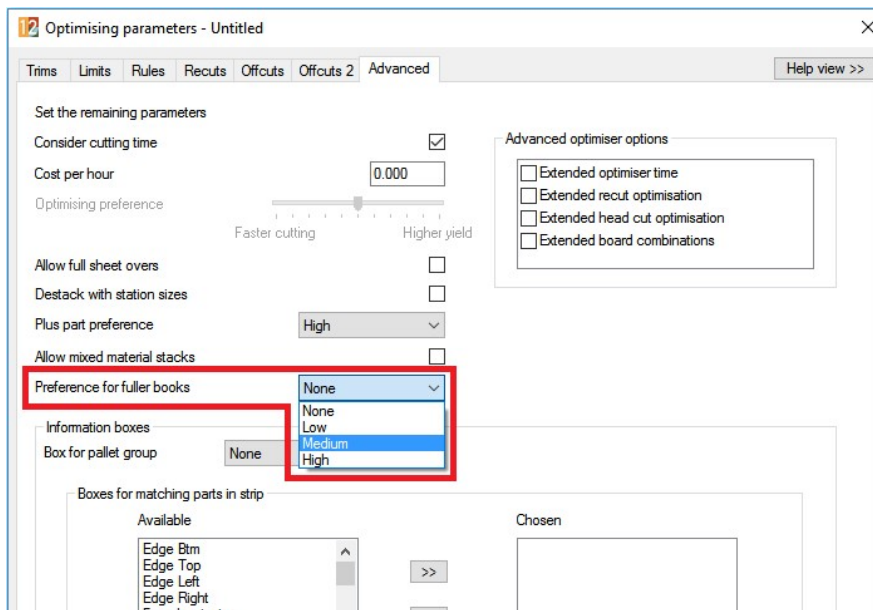 12 Optimising parameters - Untitled
Trims Limits Rules Recuts Offcuts Offcuts 2 Advanced Help view >>
Set the remaining parameters
Consider cutting time
Cost per hour 0.000
Optimising preference
Faster cutting Higher yield
Allow full sheet overs
Destack with station sizes
Plus part preference High
Allow mixed material stacks
Preference for fuller books None
None
Low
Medium
High
Advanced optimiser options
Extended optimiser time
Extended recut optimisation
Extended head cut optimisation
Extended board combinations
Information boxes
Box for pallet group None
Boxes for matching parts in strip
Available Chosen
Edge Btm
Edge Top
Edge Left
Edge Right
>>